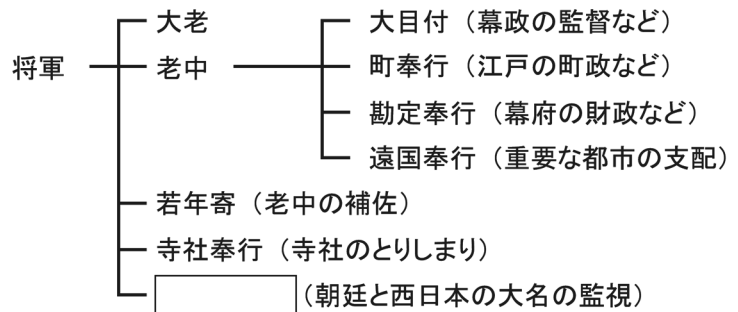 大老
大目付（幕政の監督など）
将軍
老中
町奉行（江戸の町政など）
勘定奉行（幕府の財政など）
遠国奉行（重要な都市の支配）
若年寄（老中の補佐）
寺社奉行（寺社のとりしまり）
（朝廷と西日本の大名の監視）